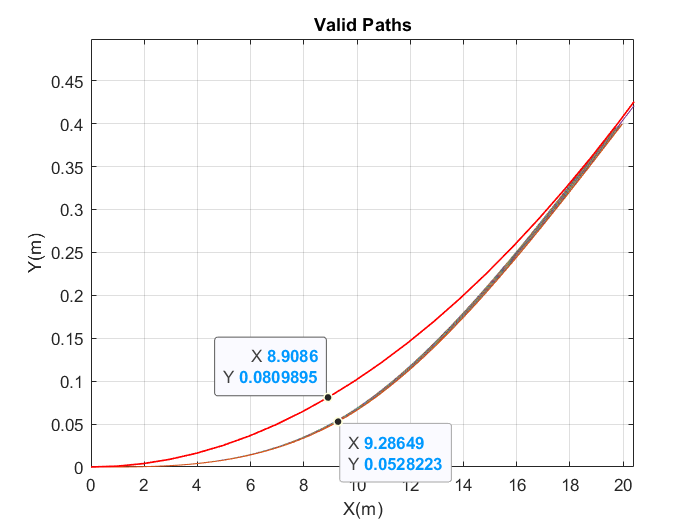 Valid Paths
Y(m)
0.45
0.4
0.35
0.3
0.25
0.2
0.15
0.1
0.05
0
X 8.9086
Y 0.0809895
X 9.28649
Y 0.0528223
0 2 4 6 8 10 12 14 16 18 20
X(m)